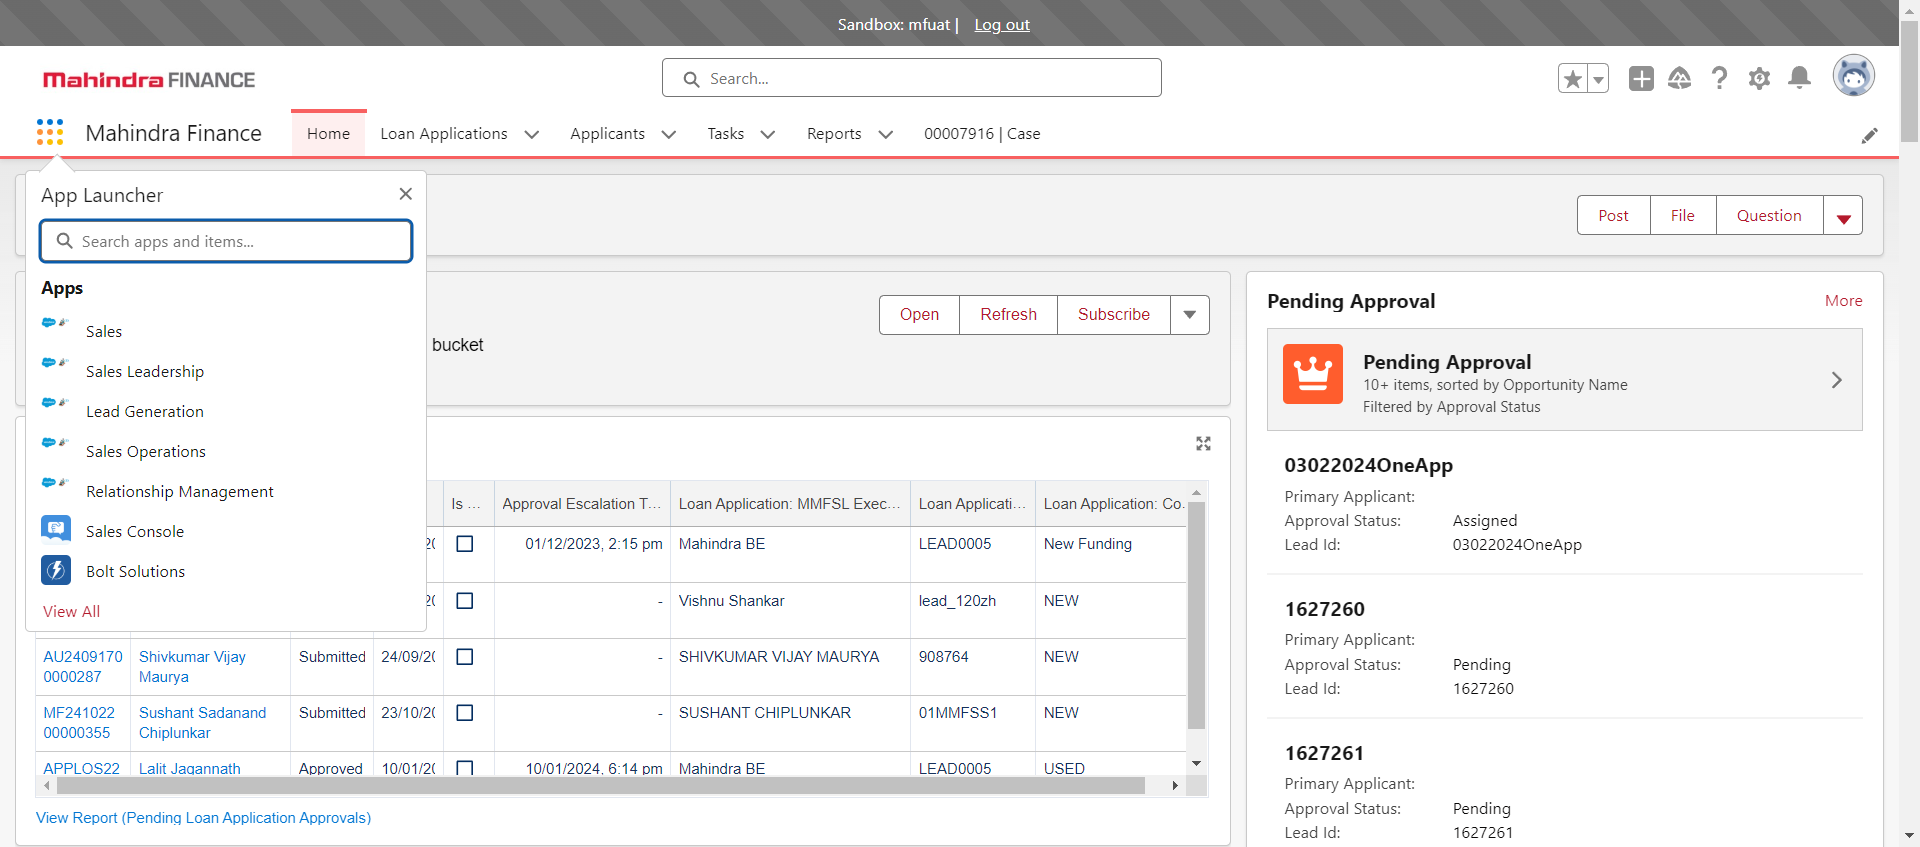 Sandbox: mfuat | Log out
Mahindra FINANCE
Search...
Mahindra Finance
Home
Loan Applications
Applicants
Tasks
Reports
00007916 | Case
App Launcher
Search apps and items...
Apps
Sales
Sales Leadership
Lead Generation
Sales Operations
Relationship Management
Sales Console
Bolt Solutions
View All
Post
File
Question
Open
Refresh
Subscribe
bucket
Is ...
Approval Escalation T...
Loan Application: MMFSL Exec...
Loan Applicati...
Loan Application: Co...
01/12/2023, 2:15 pm
Mahindra BE
LEAD0005
New Funding
-
Vishnu Shankar
lead_120zh
NEW
AU2409170
0000287
Shivkumar Vijay
Maurya
Submitted
24/09/20
-
SHIVKUMAR VIJAY MAURYA
908764
NEW
MF241022
00000355
Sushant Sadanand
Chiplunkar
Submitted
23/10/20
-
SUSHANT CHIPLUNKAR
01MMFSS1
NEW
APPLOS22
Lalit Jagannath
Approved
10/01/20
10/01/2024, 6:14 pm
Mahindra BE
LEAD0005
USED
View Report (Pending Loan Application Approvals)
Pending Approval
More
Pending Approval
10+ items, sorted by Opportunity Name
Filtered by Approval Status
03022024OneApp
Primary Applicant:
Approval Status: Assigned
Lead Id: 03022024OneApp
1627260
Primary Applicant:
Approval Status: Pending
Lead Id: 1627260
1627261
Primary Applicant:
Approval Status: Pending
Lead Id: 1627261